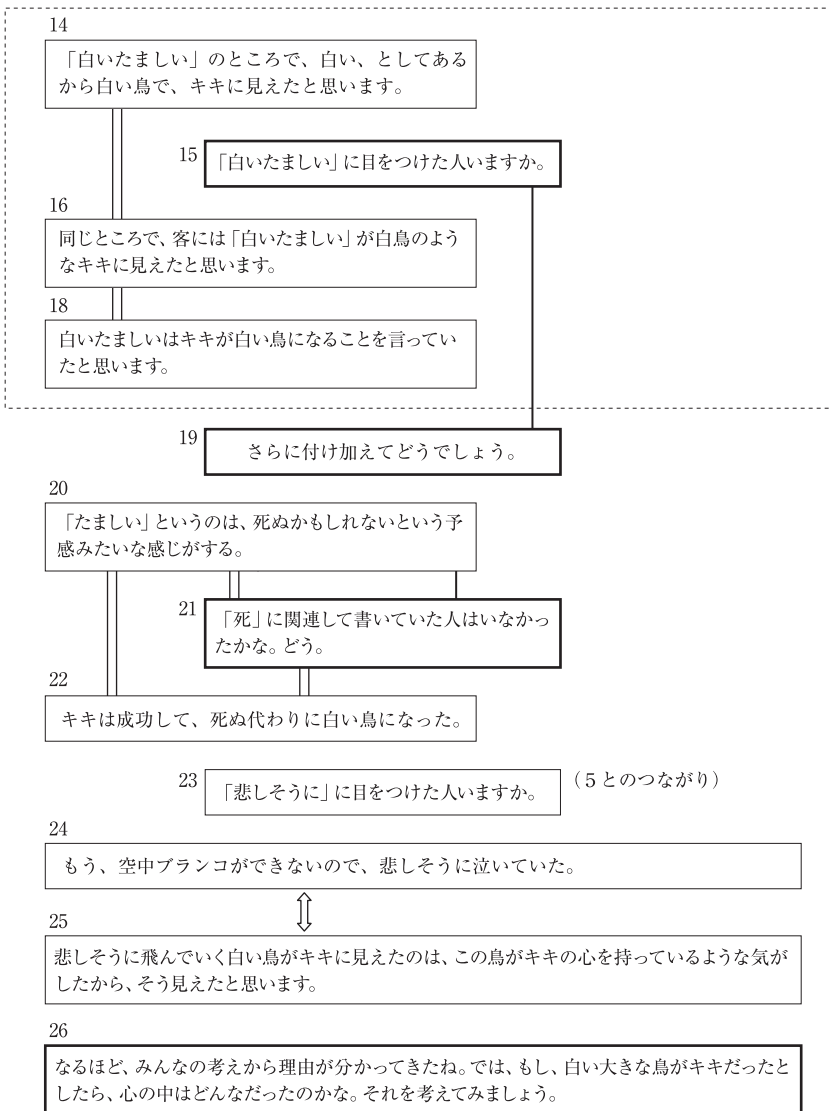 14
「白いたましい」のところで、白い、としてある
から白い鳥で、キキに見えたと思います。
15
「白いたましい」に目をつけた人いますか。
16
同じところで、客には「白いたましい」が白鳥のよう
なキキに見えたと思います。
18
白いたましいはキキが白い鳥になることを言ってい
たと思います。
19
さらに付け加えてどうでしょう。
20
「たましい」というのは、死ぬかもしれないという予
感みたいな感じがする。
21
「死」に関連して書いていた人はいなかっ
たかな。どう。
22
キキは成功して、死ぬ代わりに白い鳥になった。
23
「悲しそうに」に目をつけた人いますか。
(5とのつながり)
24
もう、空中ブランコができないので、悲しそうに泣いていた。
25
悲しそうに飛んでいく白い鳥がキキに見えたのは、この鳥がキキの心を持っているような気が
したから、そう見えたと思います。
26
なるほど、みんなの考えから理由が分かってきたね。では、もし、白い大きな鳥がキキだったと
したら、心の中はどんなだったのかな。それを考えてみましょう。